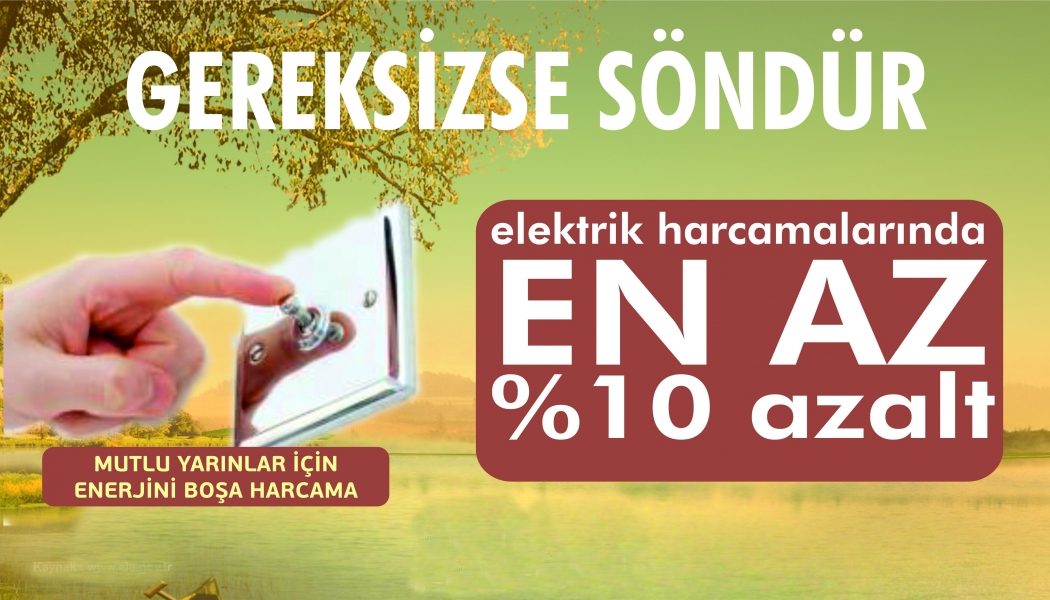 GEREKSİZSE SÖNDÜR
elektrik harcamalarında
EN AZ
%10 azalt
MUTLU YARINLAR İÇİN
ENERJİNİ BOŞA HARCAMA